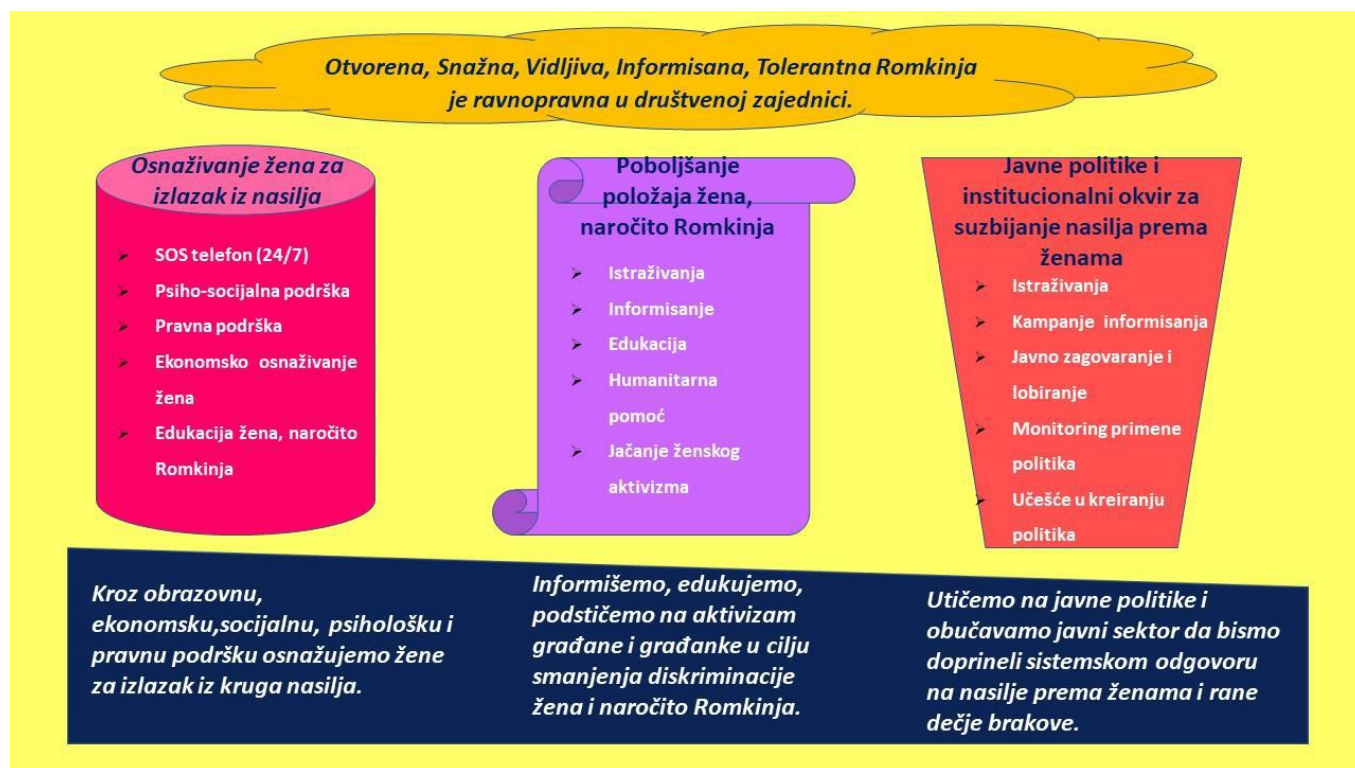 Otvorena, Snažna, Vidljiva, Informisana, Tolerantna Romkinja
je ravnopravna u društvenoj zajednici.
Osnaživanje žena za
izlazak iz nasilja
SOS telefon (24/7)
Psiho-socijalna podrška
Pravna podrška
Ekonomsko osnaživanje
žena
Edukacija žena, naročito
Romkinja
Poboljšanje
položaja žena,
naročito Romkinja
Istraživanja
Informisanje
Edukacija
Humanitarna
pomoć
Jačanje ženskog
aktivizma
Javne politike i
institucionalni okvir za
suzbijanje nasilja prema
ženama
Istraživanja
Kampanje informisanja
Javno zagovaranje i
lobiranje
Monitoring primene
politika
Učešće u kreiranju
politika
Kroz obrazovnu,
ekonomsku,socijalnu, psihološku i
pravnu podršku osnažujemo žene
za izlazak iz kruga nasilja.
Informišemo, edukujemo,
podstičemo na aktivizam
građane i građanke u cilju
smanjenja diskriminacije
žena i naročito Romkinja.
Utičemo na javne politike i
obučavamo javni sektor da bismo
doprineli sistemskom odgovoru
na nasilje prema ženama i rane
dečje brakove.